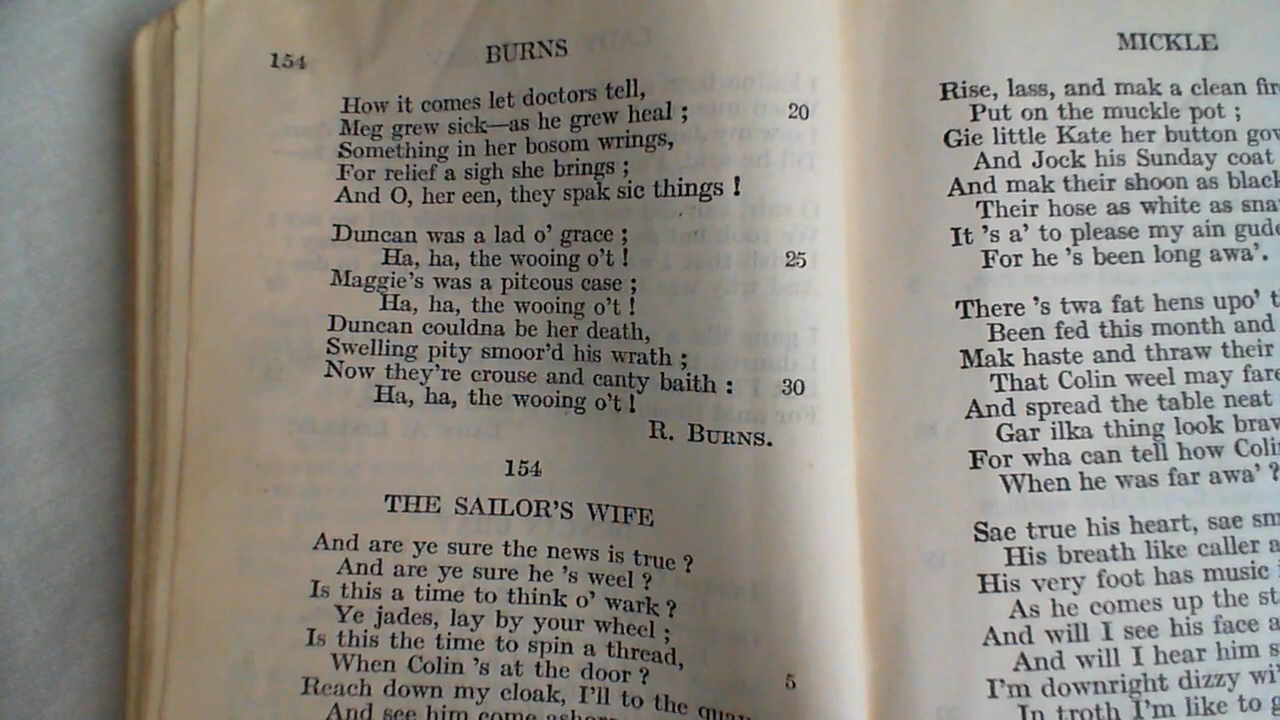 154 BURNS
How it comes let doctors tell,
Meg grew sick—as he grew heal ; 20
Something in her bosom wrings,
For relief a sigh she brings ;
And O, her een, they spak sic things !
Duncan was a lad o' grace ;
Ha, ha, the wooing o't ! 25
Maggie's was a piteous case ;
Ha, ha, the wooing o't !
Duncan couldna be her death,
Swelling pity smoor'd his wrath ;
Now they're crouse and canty baith : 30
Ha, ha, the wooing o't !
R. BURNS.
154
THE SAILOR'S WIFE
And are ye sure the news is true ?
And are ye sure he 's weel ?
Is this a time to think o' wark ?
Ye jades, lay by your wheel ;
Is this the time to spin a thread,
When Colin 's at the door ? 5
Reach down my cloak, I'll to the
And see him come
MICKLE
Rise, lass, and mak a clean
Put on the muckle pot ;
Gie little Kate her button
And Jock his Sunday coat
And mak their shoon as
Their hose as white as
It 's a' to please my ain
For he 's been long awa'.
There 's twa fat hens upo'
Been fed this month and
Mak haste and thraw their
That Colin weel may
And spread the table neat
Gar ilka thing look
For wha can tell how
When he was far awa' ?
Sae true his heart, sae
His breath like caller
His very foot has music
As he comes up the
And will I see his face
And will I hear him
I'm downright dizzy
In troth I'm like to